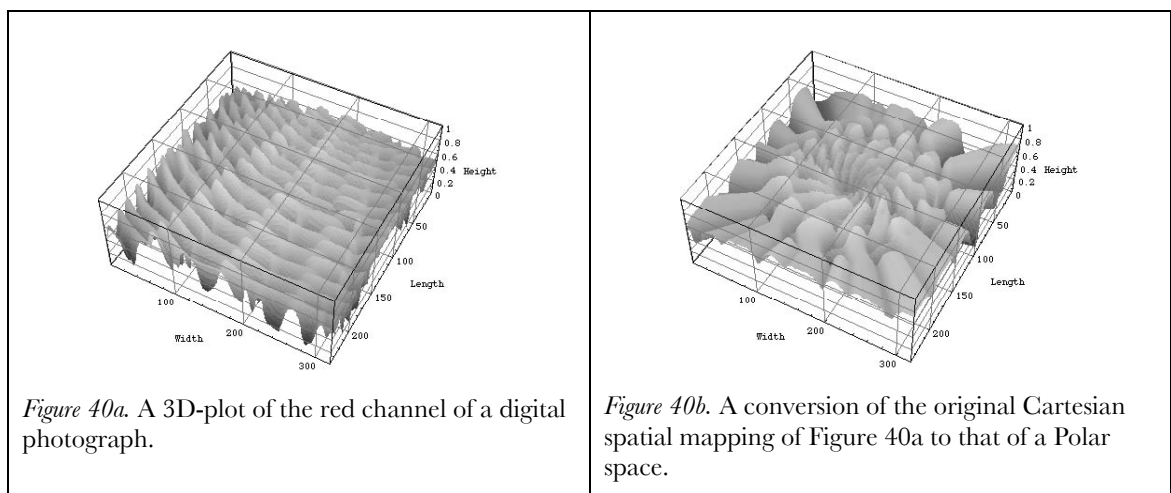 1
0.8
0.6
0.4 Height
0.2
0
50
100
Length
150
100
200
Width
200
300
Figure 40a. A 3D-plot of the red channel of a digital
photograph.
1
0.8
0.6
0.4 Height
0.2
0
50
100
Length
150
100
200
Width
200
300
Figure 40b. A conversion of the original Cartesian
spatial mapping of Figure 40a to that of a Polar
space.